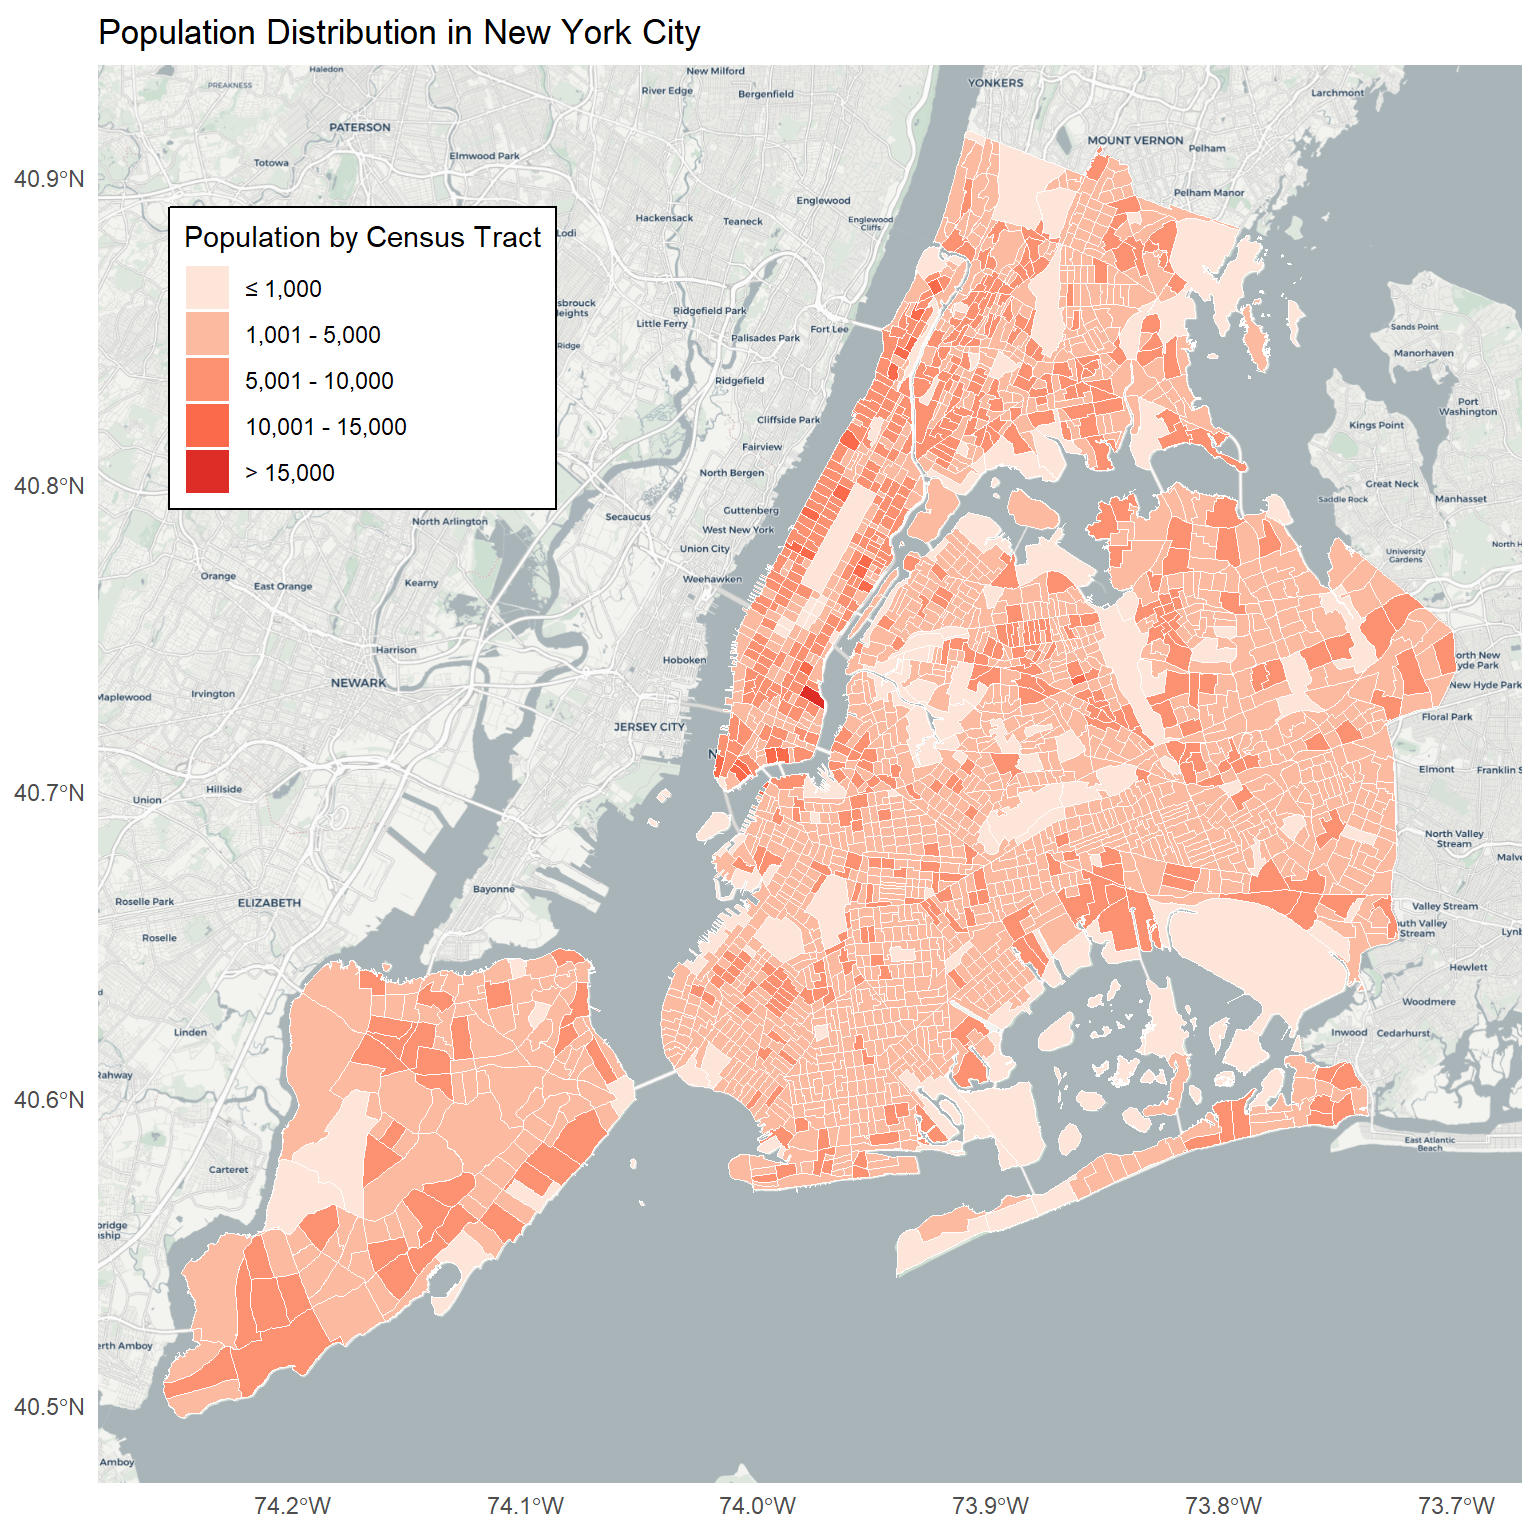 Population Distribution in New York City
Haledon
PREAKNESS
New Milford
River Edge
Bergenfield
YONKERS
Larchmont
PATERSON
MOUNT VERNON
Pelham
Totowa
Elmwood Park
Pelham Manor
40.9°N
Englewood
Hackensack
Teaneck
Englewood
Cliffs
Lodi
Population by Census Tract
≤ 1,000
1,001 - 5,000
5,001 - 10,000
10,001 - 15,000
> 15,000
sbrouck
eights
Ridgefield Park
Little Ferry
Fort Lee
Palisades Park
Ridge
Ridgefield
Sands Point
Manorhaven
Port
Washington
Kings Point
Cliffside Park
Fairview
North Bergen
40.8°N
Great Neck
Saddle Rock
Manhasset
Guttenberg
Secaucus
North Arlington
West New York
Union City
University
Gardens
North H
Orange
East Orange
Kearny
Weehawken
Harrison
Hoboken
orth New
yde Park
NEWARK
New Hyde Park
Maplewood
Irvington
JERSEY CITY
Floral Park
N
40.7°N
Elmont
Franklin S
Hillside
Union
North Valley
Stream
Malve
Bayonne
Roselle Park
ELIZABETH
Valley Stream
outh Valley
Stream
Lynb
Roselle
Hewlett
d
Woodmere
Linden
Inwood
Cedarhurst
Rahway
40.6°N
East Atlantic
Beach
Carteret
bridge
ship
erth Amboy
40.5°N
Amboy
74.2°W
74.1°W
74.0°W
73.9°W
73.8°W
73.7°W